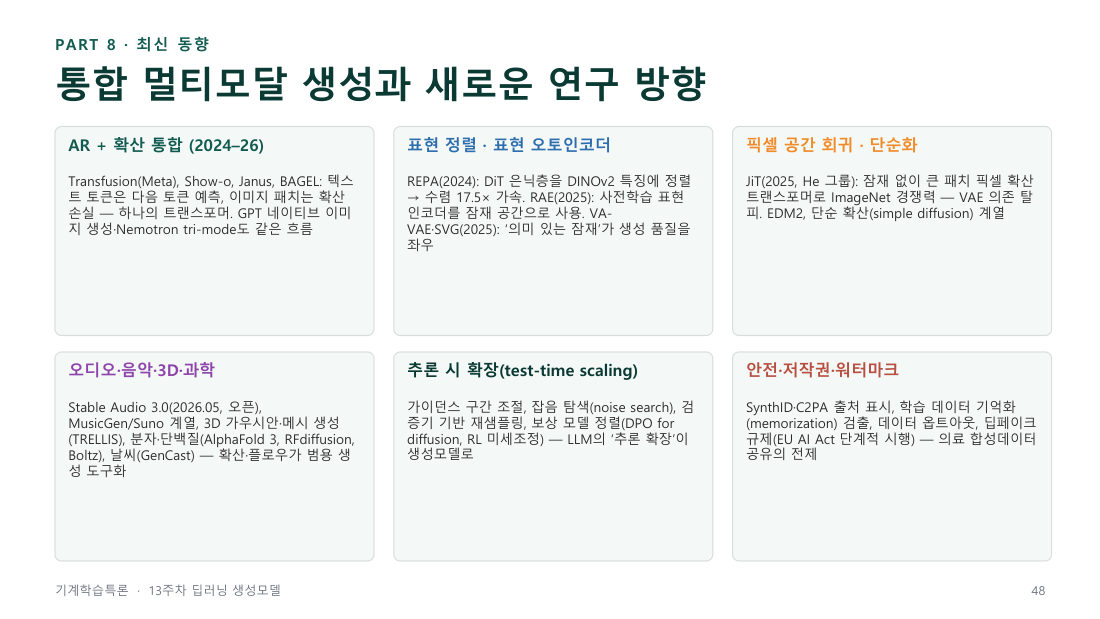 PART 8 · 최신 동향
통합 멀티모달 생성과 새로운 연구 방향
AR + 확산 통합 (2024–26)
Transfusion(Meta), Show-o, Janus, BAGEL: 텍스
트 토큰은 다음 토큰 예측, 이미지 패치는 확산
손실 — 하나의 트랜스포머. GPT 네이티브 이미
지 생성·Nemotron tri-mode도 같은 흐름
표현 정렬 · 표현 오토인코더
REPA(2024): DiT 은닉층을 DINOv2 특징에 정렬
→ 수렴 17.5× 가속. RAE(2025): 사전학습 표현
인코더를 잠재 공간으로 사용. VA-
VAE·SVG(2025): ‘의미 있는 잠재’가 생성 품질을
좌우
픽셀 공간 회귀 · 단순화
JiT(2025, He 그룹): 잠재 없이 큰 패치 픽셀 확산
트랜스포머로 ImageNet 경쟁력 — VAE 의존 탈
피. EDM2, 단순 확산(simple diffusion) 계열
오디오·음악·3D·과학
Stable Audio 3.0(2026.05, 오픈),
MusicGen/Suno 계열, 3D 가우시안·메시 생성
(TRELLIS), 분자·단백질(AlphaFold 3, RFdiffusion,
Boltz), 날씨(GenCast) — 확산·플로우가 범용 생
성 도구화
추론 시 확장(test-time scaling)
가이던스 구간 조절, 잡음 탐색(noise search), 검
증기 기반 재샘플링, 보상 모델 정렬(DPO for
diffusion, RL 미세조정) — LLM의 ‘추론 확장’이
생성모델로
안전·저작권·워터마크
SynthID·C2PA 출처 표시, 학습 데이터 기억화
(memorization) 검출, 데이터 옵트아웃, 딥페이크
규제(EU AI Act 단계적 시행) — 의료 합성데이터
공유의 전제
기계학습특론 · 13주차 딥러닝 생성모델
48